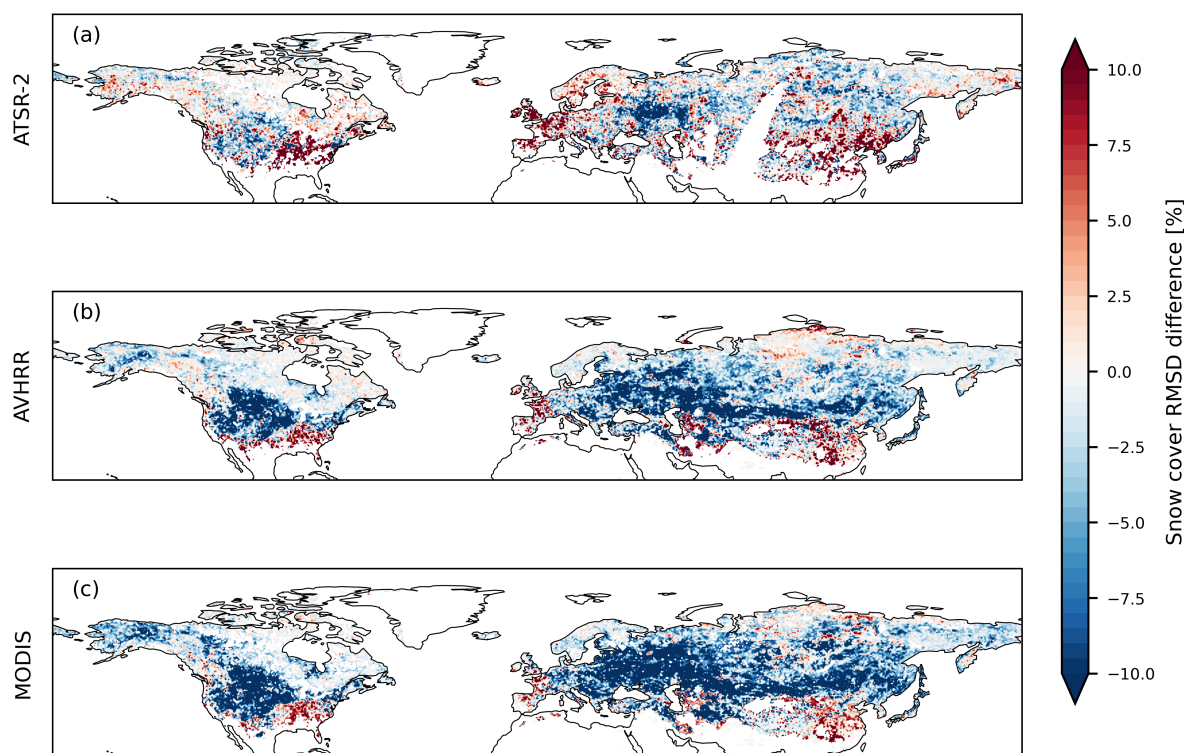 (a)
ATSR-2
(b)
AVHRR
(c)
MODIS
10.0
7.5
5.0
2.5
0.0
−2.5
−5.0
−7.5
−10.0
Snow cover RMSD difference [%]